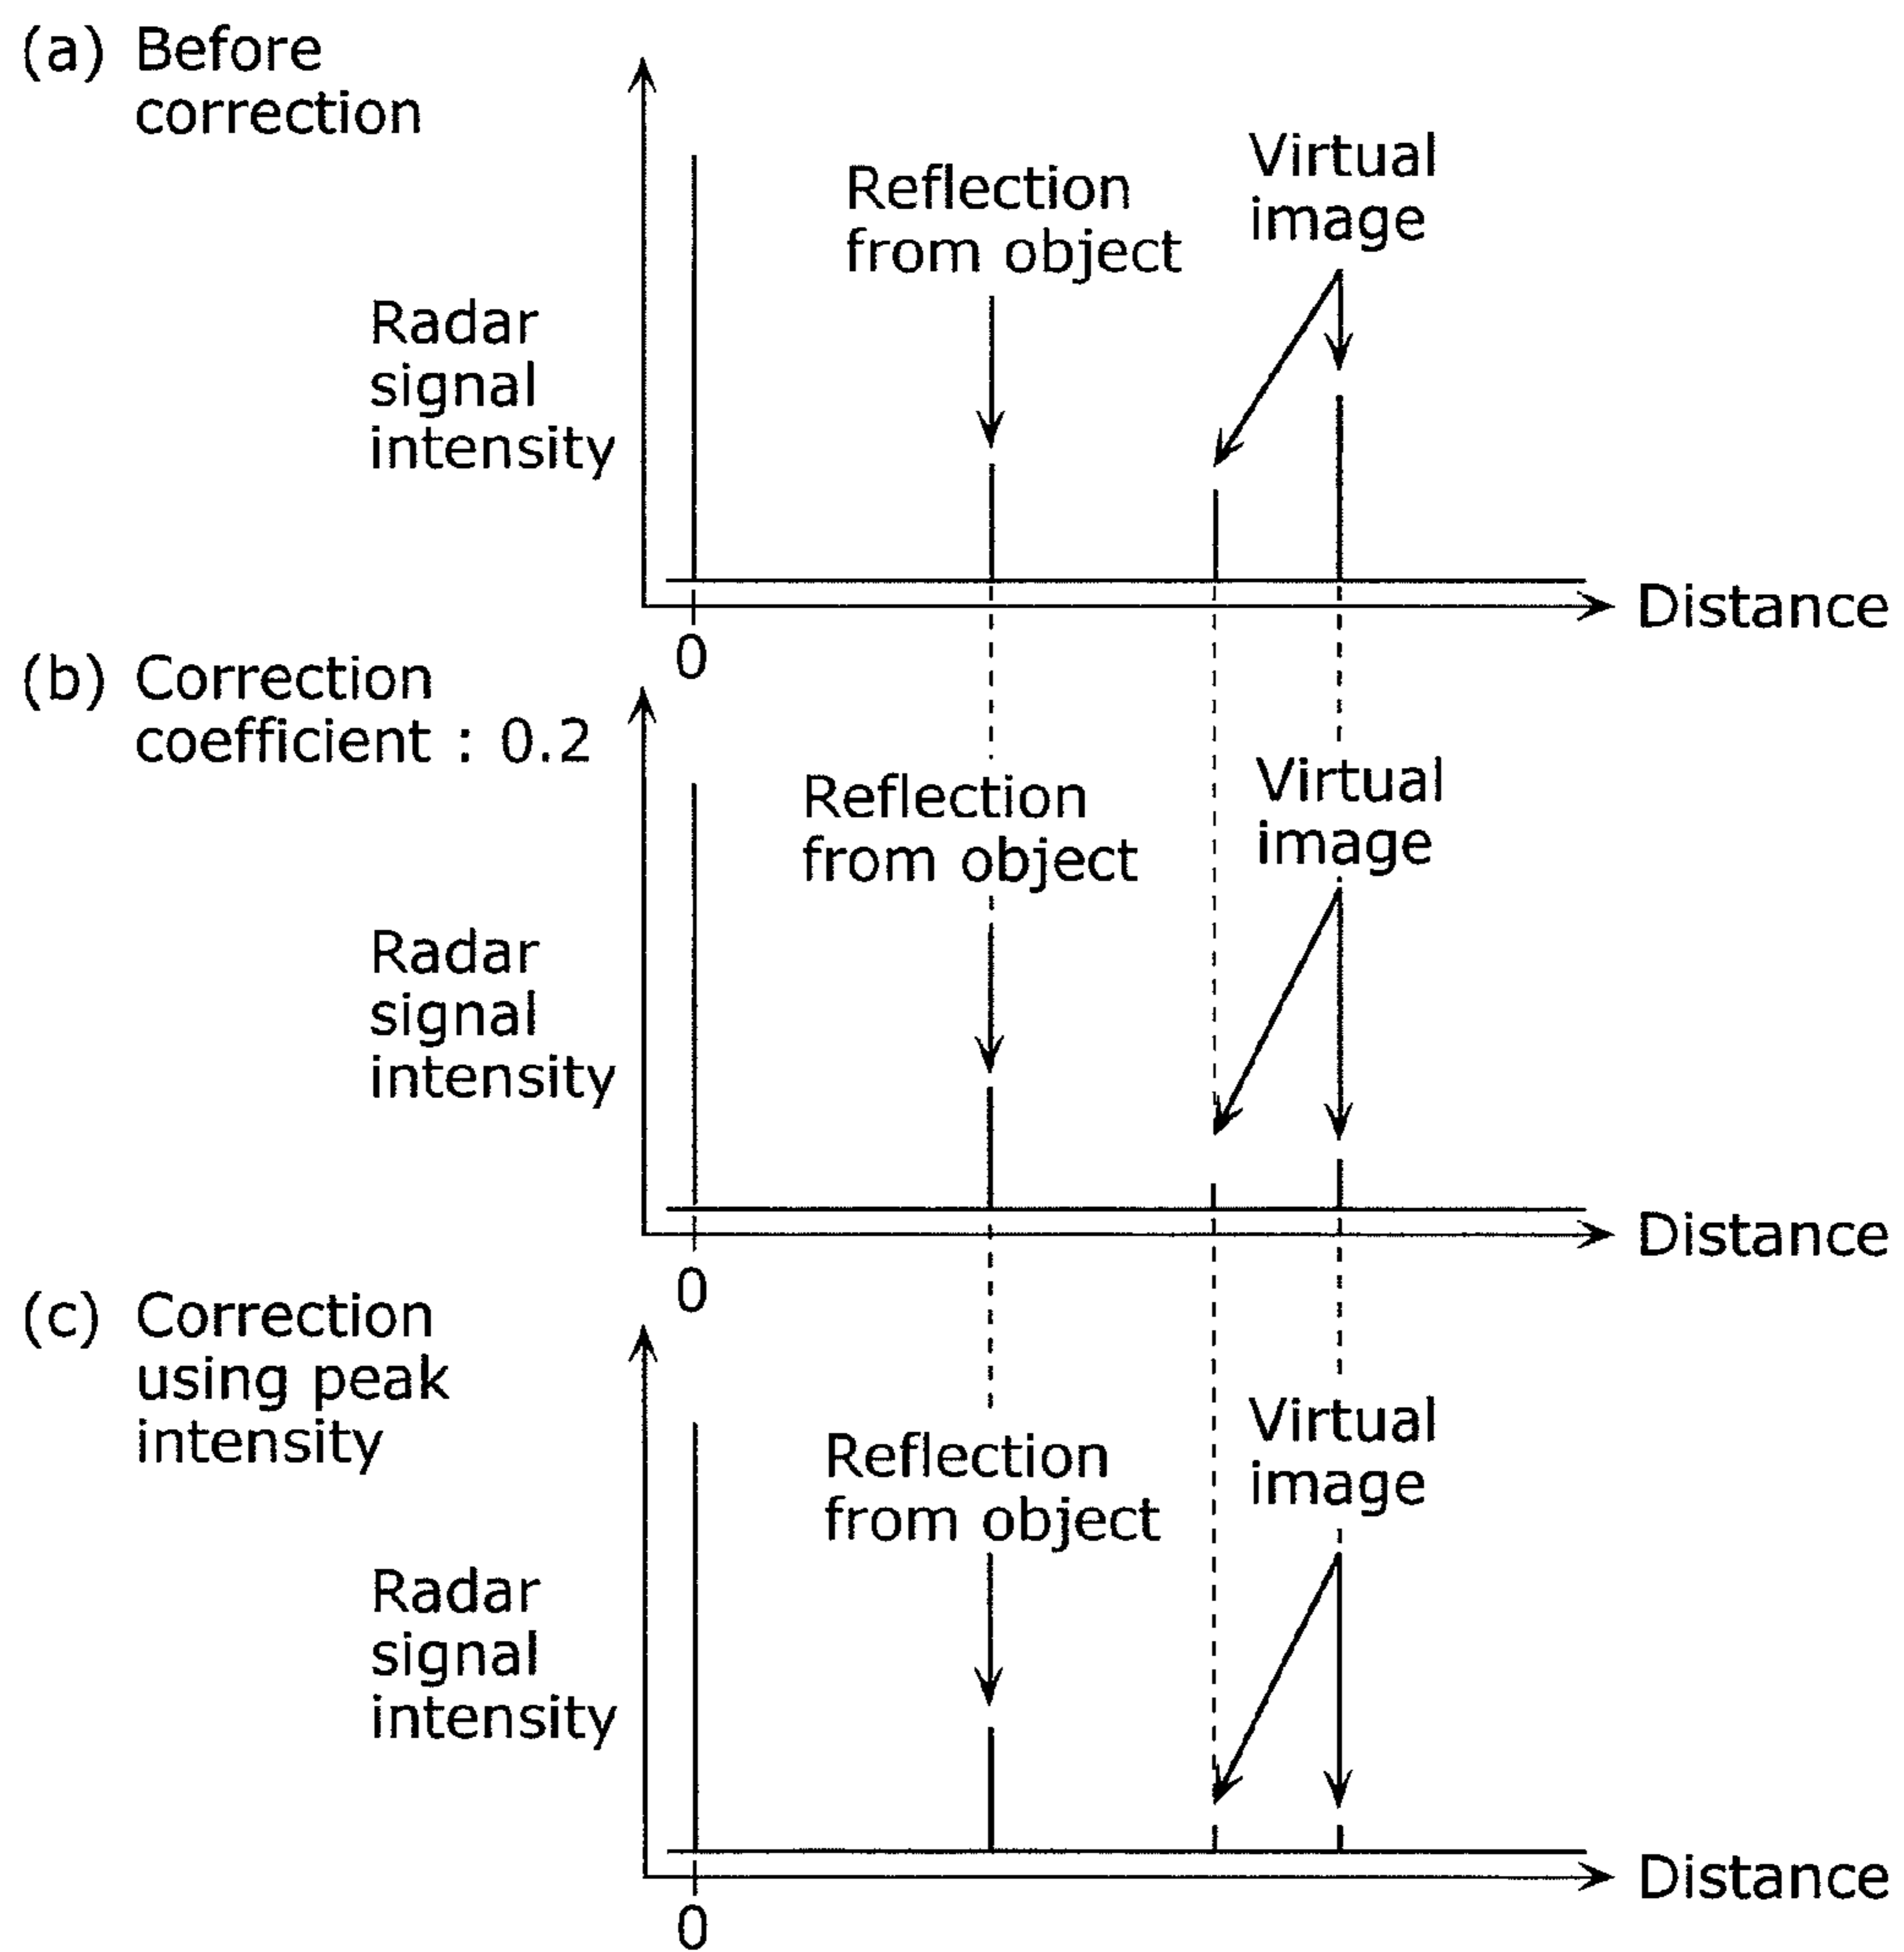 (a) Before
correction
Virtual
image
Reflection
from object
Radar
signal
intensity
Distance
0
(b) Correction
coefficient : 0.2
Virtual
image
Reflection
from object
Radar
signal
intensity
Distance
0
(c) Correction
using peak
intensity
Virtual
image
Reflection
from object
Radar
signal
intensity
Distance
0